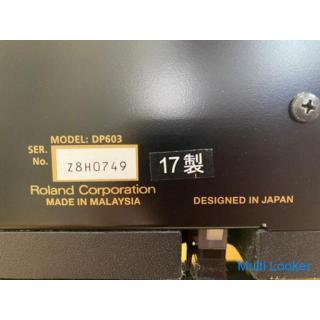 MODEL: DP603
SER.
No. Z8H0749
17製
Roland Corporation
MADE IN MALAYSIA
DESIGNED IN JAPAN
Multi Looker